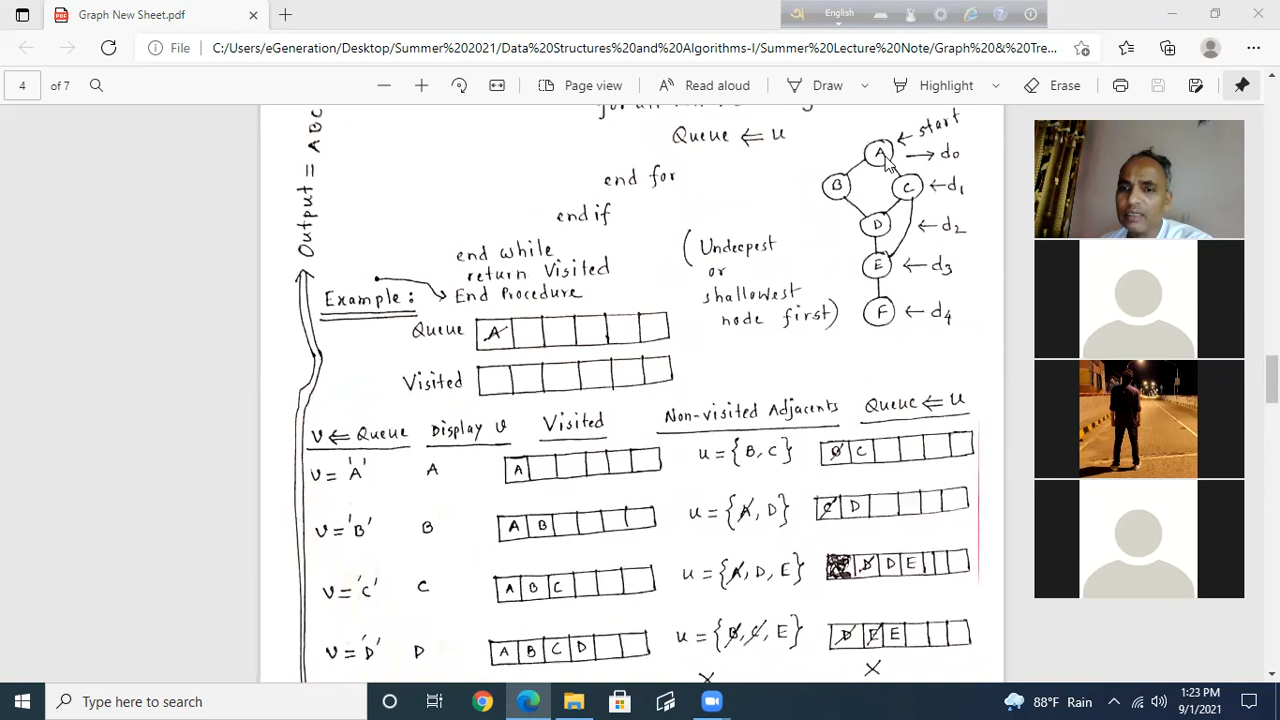 Graph New Sheet.pdf
English
File
C:/Users/eGeneration/Desktop/Summer%202021/Data%20Structures%20and%20Algorithms-I/Summer%20Lecture%20Note/Graph%20&%20Tre...
4 of 7
Page view
Read aloud
Draw
Highlight
Erase
Output = ABC
Queue ⇐ u
end for
end if
end while
return Visited
End Procedure
Example:
(Undeepest
or
shallowest
node first)
← start
A → d0
B C ← d1
D ← d2
E ← d3
F ← d4
Queue A
Visited
v ⇐ Queue Display v Visited Non-visited Adjacents Queue ⇐ u
v = 'A' A A u = {B, C} B C
v = 'B' B A B u = {A, D} C D
v = 'C' C A B C u = {A, D, E} D D E
v = 'D' D A B C D u = {B, C, E} D E E
X X
Type here to search
88°F Rain
1:23 PM
9/1/2021